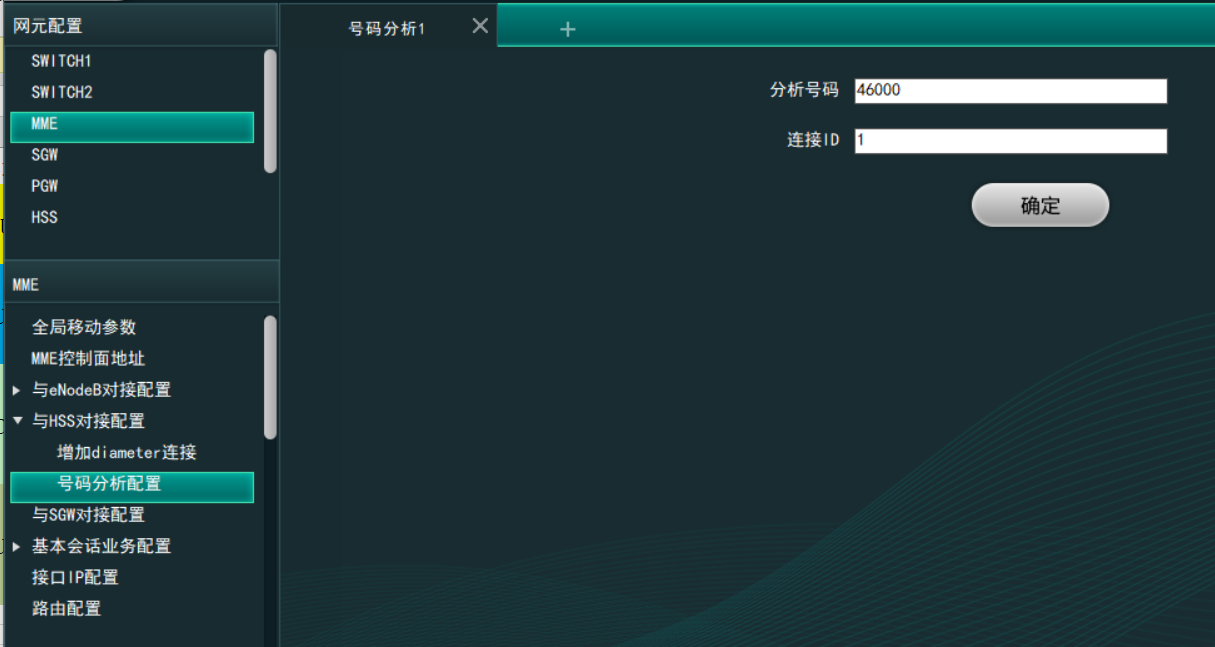 网元配置
SWITCH1
SWITCH2
MME
SGW
PGW
HSS
MME
全局移动参数
MME控制面地址
与eNodeB对接配置
与HSS对接配置
增加diameter连接
号码分析配置
与SGW对接配置
基本会话业务配置
接口IP配置
路由配置
号码分析1
分析号码 46000
连接ID 1
确定